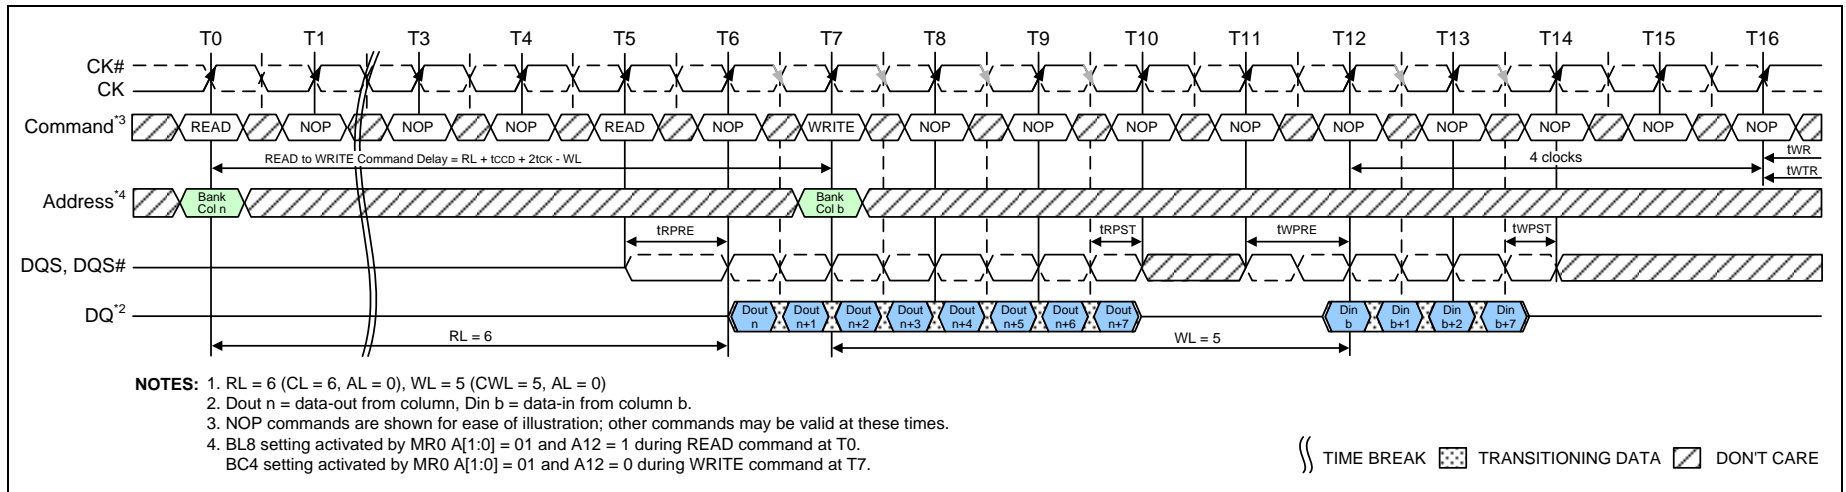 T0 T1 T3 T4 T5 T6 T7 T8 T9 T10 T11 T12 T13 T14 T15 T16
CK#
CK
Command*3 READ NOP NOP NOP READ NOP WRITE NOP NOP NOP NOP NOP NOP NOP NOP NOP
READ to WRITE Command Delay = RL + tCCD + 2tCK - WL
4 clocks
tWR
tWTR
Address*4
Bank
Col n
Bank
Col b
tRPRE tRPST tWPRE tWPST
DQS, DQS#
DQ*2
Dout
n
Dout
n+1
Dout
n+2
Dout
n+3
Dout
n+4
Dout
n+5
Dout
n+6
Dout
n+7
Din
b
Din
b+1
Din
b+2
Din
b+7
RL = 6
WL = 5
NOTES: 1. RL = 6 (CL = 6, AL = 0), WL = 5 (CWL = 5, AL = 0)
2. Dout n = data-out from column, Din b = data-in from column b.
3. NOP commands are shown for ease of illustration; other commands may be valid at these times.
4. BL8 setting activated by MR0 A[1:0] = 01 and A12 = 1 during READ command at T0.
BC4 setting activated by MR0 A[1:0] = 01 and A12 = 0 during WRITE command at T7.
TIME BREAK TRANSITIONING DATA DON'T CARE